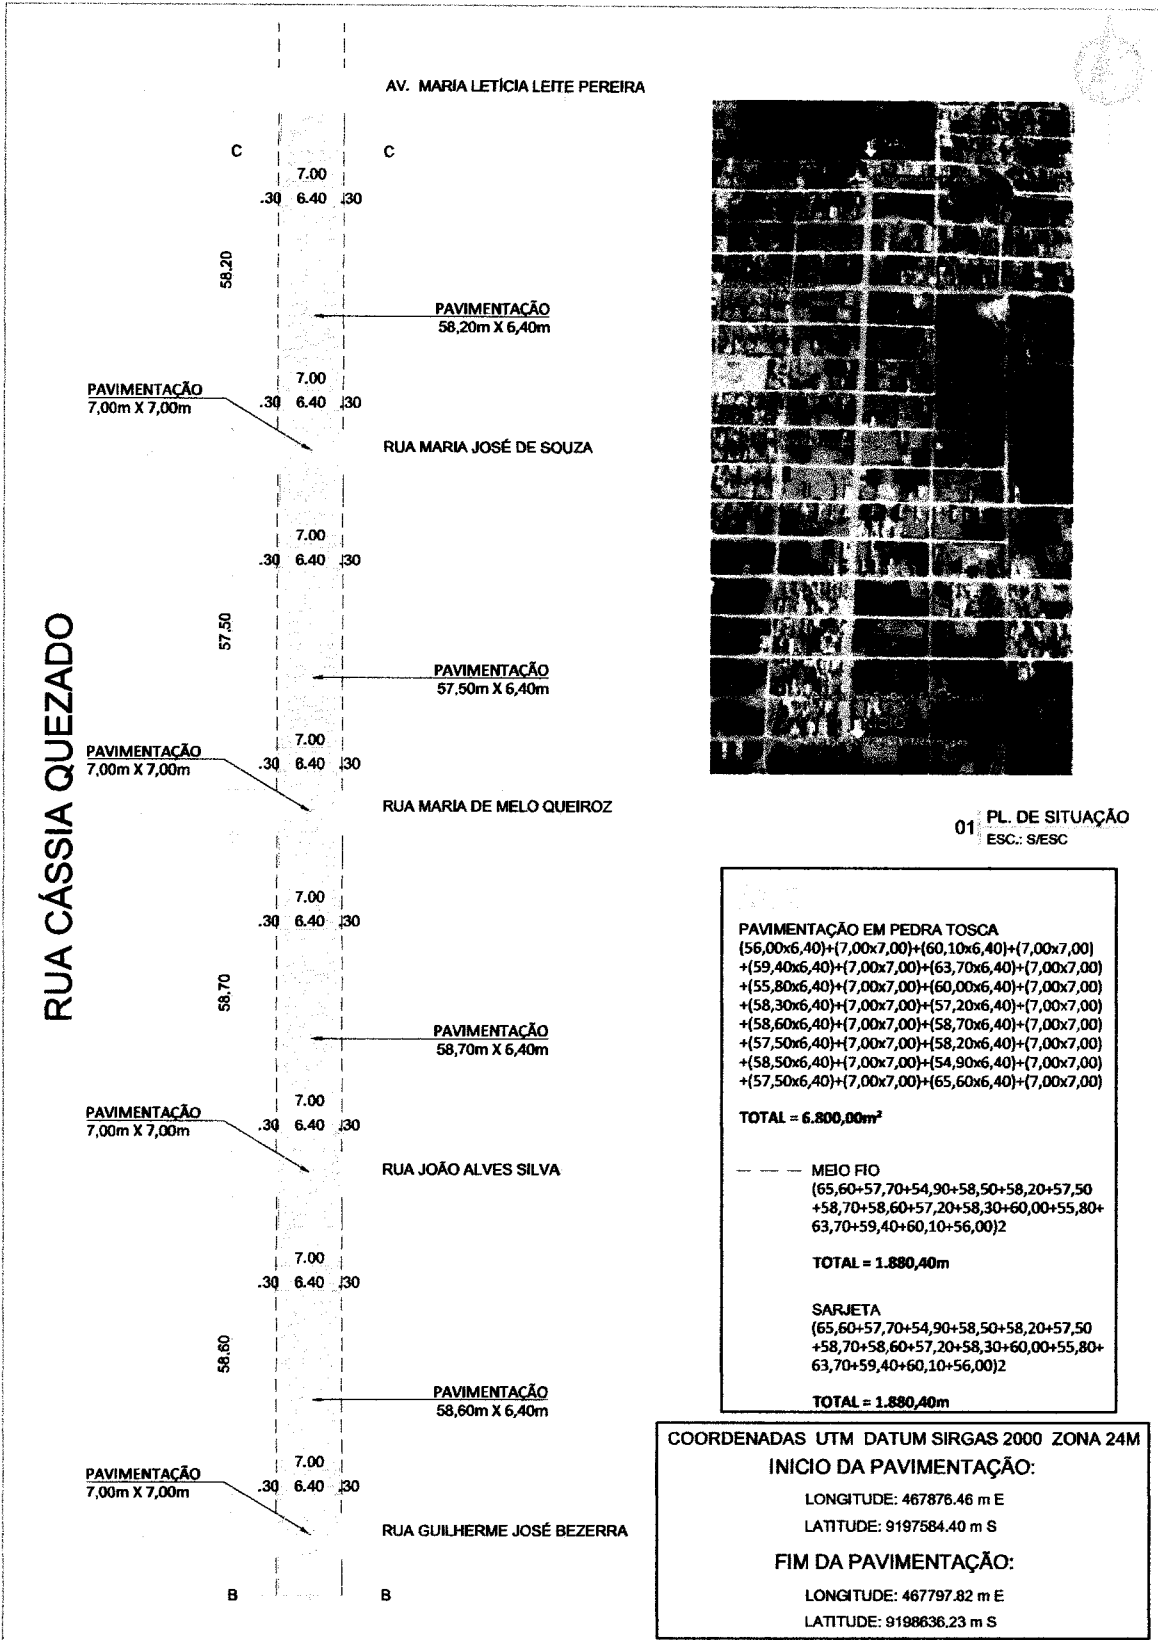 AV. MARIA LETÍCIA LEITE PEREIRA
C C
7.00
.30 6.40 .30
58.20
PAVIMENTAÇÃO
58,20m X 6,40m
7.00
.30 6.40 .30
PAVIMENTAÇÃO
7,00m X 7,00m
RUA MARIA JOSÉ DE SOUZA
7.00
.30 6.40 .30
57.50
PAVIMENTAÇÃO
57,50m X 6,40m
7.00
.30 6.40 .30
PAVIMENTAÇÃO
7,00m X 7,00m
RUA MARIA DE MELO QUEIROZ
RUA CÁSSIA QUEZADO
7.00
.30 6.40 .30
58.70
PAVIMENTAÇÃO
58,70m X 6,40m
7.00
.30 6.40 .30
PAVIMENTAÇÃO
7,00m X 7,00m
RUA JOÃO ALVES SILVA
7.00
.30 6.40 .30
58.60
PAVIMENTAÇÃO
58,60m X 6,40m
7.00
.30 6.40 .30
PAVIMENTAÇÃO
7,00m X 7,00m
RUA GUILHERME JOSÉ BEZERRA
B B
01 PL. DE SITUAÇÃO
ESC.: S/ESC
PAVIMENTAÇÃO EM PEDRA TOSCA
(56,00x6,40)+(7,00x7,00)+(60,10x6,40)+(7,00x7,00)
+(59,40x6,40)+(7,00x7,00)+(63,70x6,40)+(7,00x7,00)
+(55,80x6,40)+(7,00x7,00)+(60,00x6,40)+(7,00x7,00)
+(58,30x6,40)+(7,00x7,00)+(57,20x6,40)+(7,00x7,00)
+(58,60x6,40)+(7,00x7,00)+(58,70x6,40)+(7,00x7,00)
+(57,50x6,40)+(7,00x7,00)+(58,20x6,40)+(7,00x7,00)
+(58,50x6,40)+(7,00x7,00)+(54,90x6,40)+(7,00x7,00)
+(57,50x6,40)+(7,00x7,00)+(65,60x6,40)+(7,00x7,00)
TOTAL = 6.800,00m²
MEIO FIO
(65,60+57,70+54,90+58,50+58,20+57,50
+58,70+58,60+57,20+58,30+60,00+55,80+
63,70+59,40+60,10+56,00)2
TOTAL = 1.880,40m
SARJETA
(65,60+57,70+54,90+58,50+58,20+57,50
+58,70+58,60+57,20+58,30+60,00+55,80+
63,70+59,40+60,10+56,00)2
TOTAL = 1.880,40m
COORDENADAS UTM DATUM SIRGAS 2000 ZONA 24M
INICIO DA PAVIMENTAÇÃO:
LONGITUDE: 467876.46 m E
LATITUDE: 9197584.40 m S
FIM DA PAVIMENTAÇÃO:
LONGITUDE: 467797.82 m E
LATITUDE: 9198636.23 m S